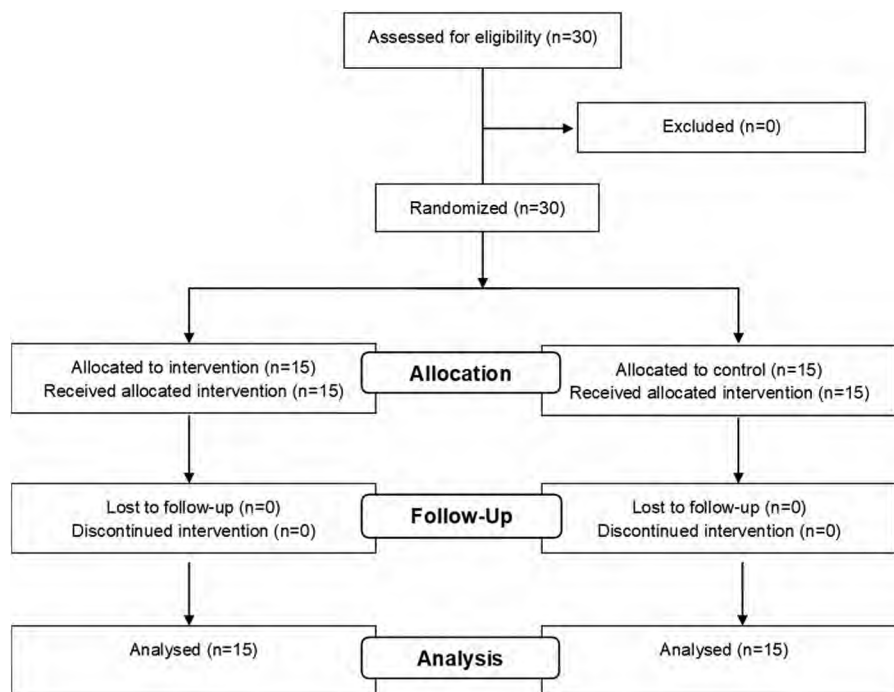 Assessed for eligibility (n=30)
Excluded (n=0)
Randomized (n=30)
Allocated to intervention (n=15)
Received allocated intervention (n=15)
Allocation
Allocated to control (n=15)
Received allocated intervention (n=15)
Lost to follow-up (n=0)
Discontinued intervention (n=0)
Follow-Up
Lost to follow-up (n=0)
Discontinued intervention (n=0)
Analysed (n=15)
Analysis
Analysed (n=15)